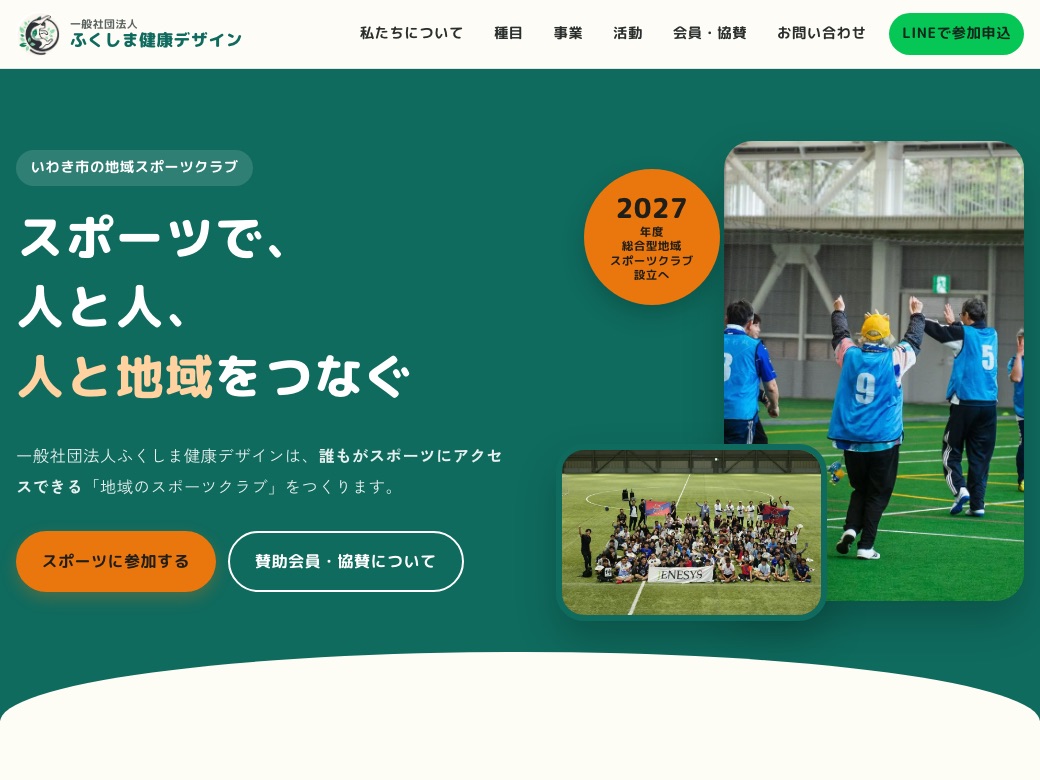 一般社団法人
ふくしま健康デザイン
私たちについて
種目
事業
活動
会員・協賛
お問い合わせ
LINEで参加申込
いわき市の地域スポーツクラブ
スポーツで、
人と人、
人と地域をつなぐ
一般社団法人ふくしま健康デザインは、誰もがスポーツにアクセ
スできる「地域のスポーツクラブ」をつくります。
スポーツに参加する
賛助会員・協賛について
2027
年度
総合型地域
スポーツクラブ
設立へ
9
5
ENESYS